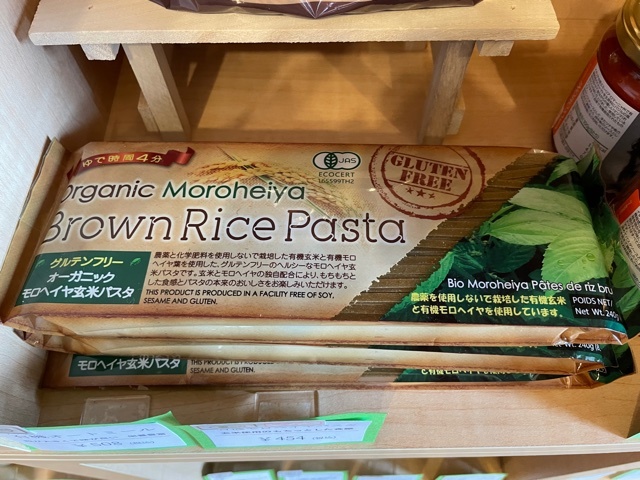 ゆで時間4分
Organic Moroheiya
Brown Rice Pasta
JAS
ECOCERT
GLUTEN
FREE
グルテンフリー
オーガニック
モロヘイヤ玄米パスタ
農薬と化学肥料を使用しないで栽培した有機玄米と有機モロ
ヘイヤ葉を使用した、グルテンフリーのヘルシーなモロヘイヤ玄
米パスタです。玄米とモロヘイヤの独自配合により、もちもちと
した食感とパスタの本来のおいしさをお楽しみいただけます。
THIS PRODUCT IS PRODUCED IN A FACILITY FREE OF SOY,
SESAME AND GLUTEN.
Bio Moroheiya Pâtes de riz bru
農薬を使用しないで栽培した有機玄米
と有機モロヘイヤを使用しています。
POIDS NET/
Net Wt. 240g
モロヘイヤ玄米パスタ
SESAME AND GLUTEN.
Net Wt. 240g
¥454